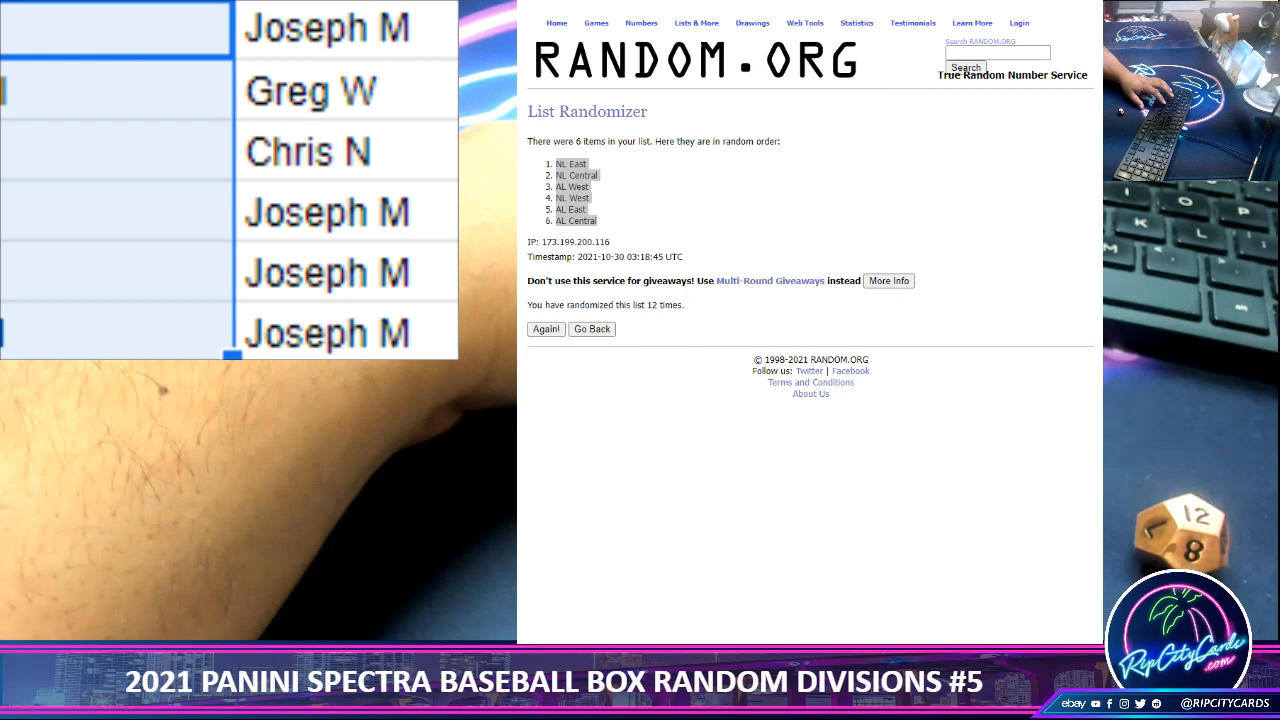 Joseph M
Greg W
Chris N
Joseph M
Joseph M
Joseph M
Home Games Numbers Lists & More Drawings Web Tools Statistics Testimonials Learn More Login
RANDOM.ORG
Search RANDOM.ORG
Search
True Random Number Service
List Randomizer
There were 6 items in your list. Here they are in random order:
1. NL East
2. NL Central
3. AL West
4. NL West
5. AL East
6. AL Central
IP: 173.199.200.116
Timestamp: 2021-10-30 03:18:45 UTC
Don't use this service for giveaways! Use Multi-Round Giveaways instead More Info
You have randomized this list 12 times.
Again! Go Back
© 1998-2021 RANDOM.ORG
Follow us: Twitter | Facebook
Terms and Conditions
About Us
12
8
RipCityCards
.com
2021 PANINI SPECTRA BASEBALL BOX RANDOM DIVISIONS #5
ebay @RIPCITYCARDS